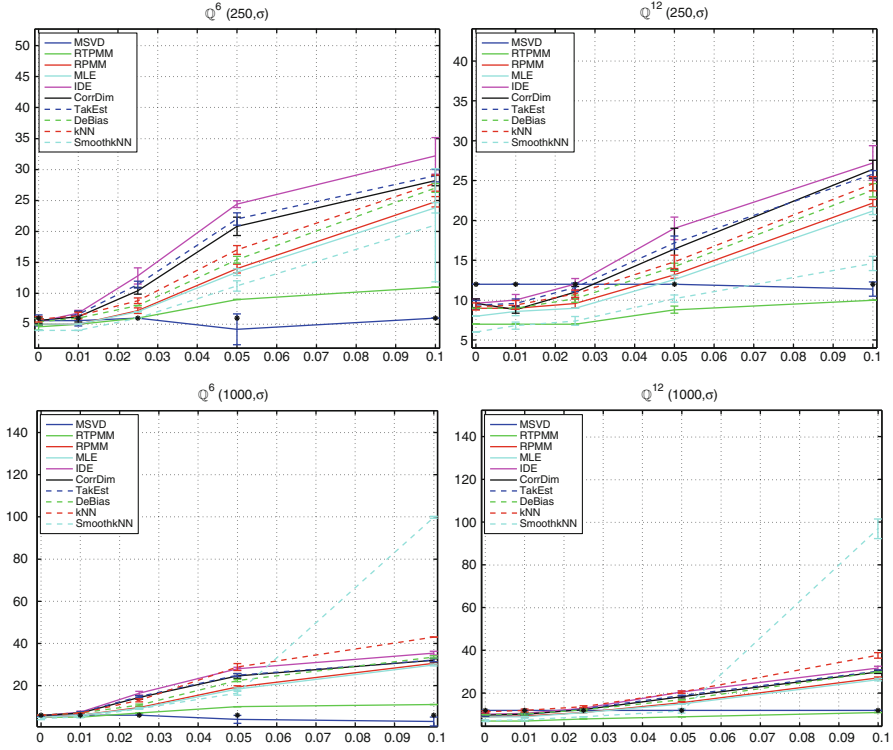 ℚ⁶ (250,σ)
50
45
40
35
30
25
20
15
10
5
0 0.01 0.02 0.03 0.04 0.05 0.06 0.07 0.08 0.09 0.1
MSVD
RTPMM
RPMM
MLE
IDE
CorrDim
TakEst
DeBias
kNN
SmoothkNN
ℚ¹² (250,σ)
40
35
30
25
20
15
10
5
0 0.01 0.02 0.03 0.04 0.05 0.06 0.07 0.08 0.09 0.1
MSVD
RTPMM
RPMM
MLE
IDE
CorrDim
TakEst
DeBias
kNN
SmoothkNN
ℚ⁶ (1000,σ)
140
120
100
80
60
40
20
0 0.01 0.02 0.03 0.04 0.05 0.06 0.07 0.08 0.09 0.1
MSVD
RTPMM
RPMM
MLE
IDE
CorrDim
TakEst
DeBias
kNN
SmoothkNN
ℚ¹² (1000,σ)
140
120
100
80
60
40
20
0 0.01 0.02 0.03 0.04 0.05 0.06 0.07 0.08 0.09 0.1
MSVD
RTPMM
RPMM
MLE
IDE
CorrDim
TakEst
DeBias
kNN
SmoothkNN